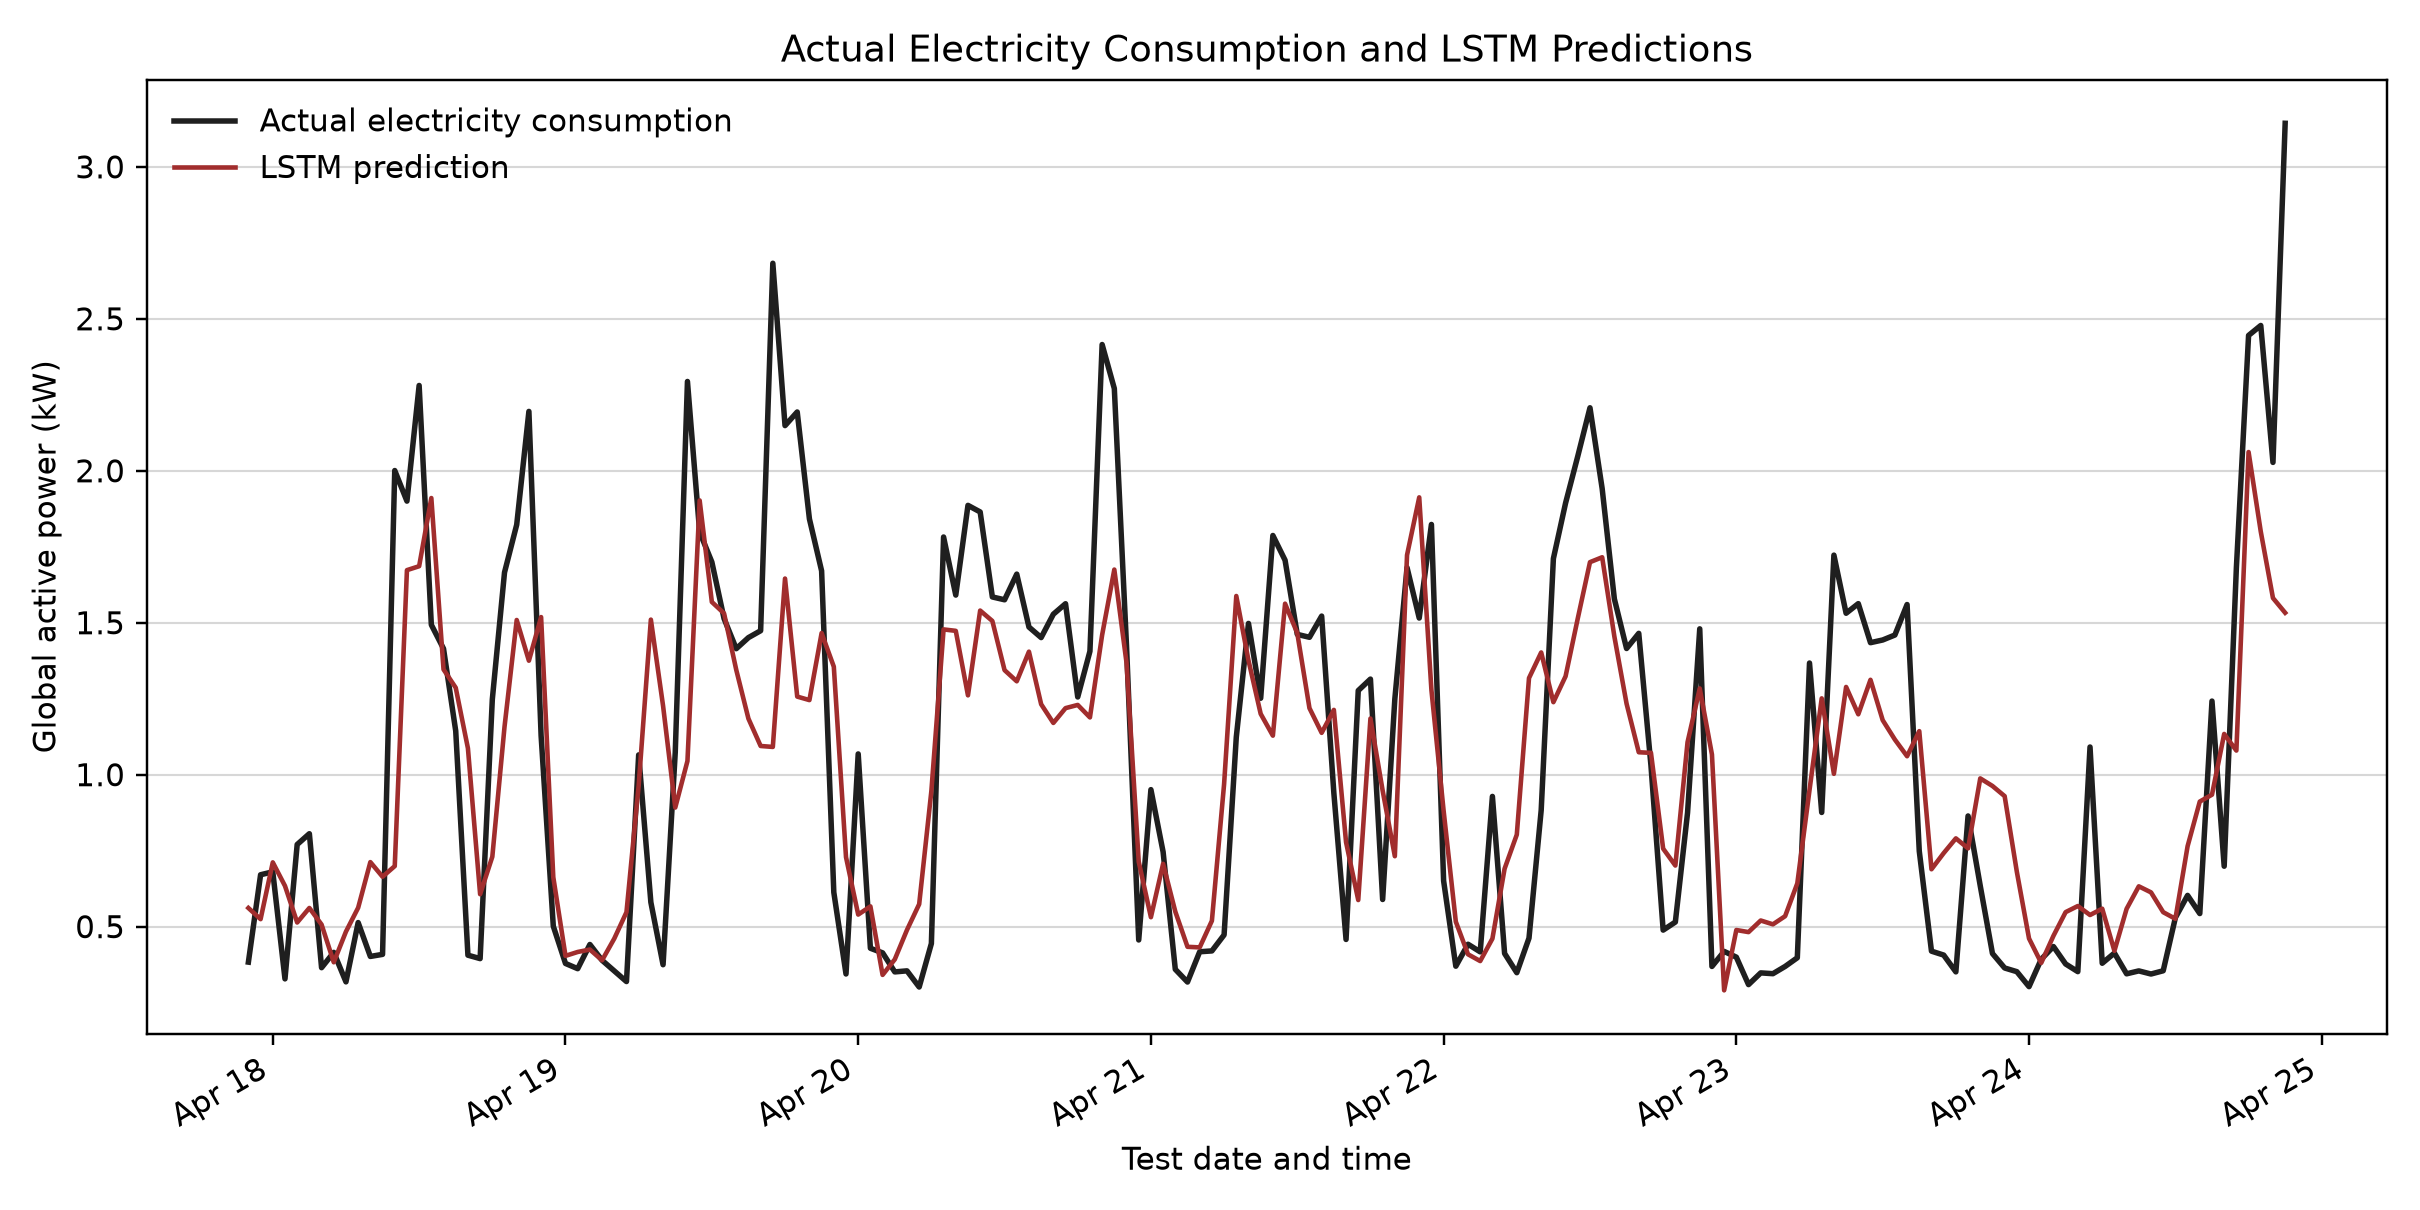 Actual Electricity Consumption and LSTM Predictions
Actual electricity consumption
LSTM prediction
Global active power (kW)
3.0
2.5
2.0
1.5
1.0
0.5
Apr 18
Apr 19
Apr 20
Apr 21
Apr 22
Apr 23
Apr 24
Apr 25
Test date and time